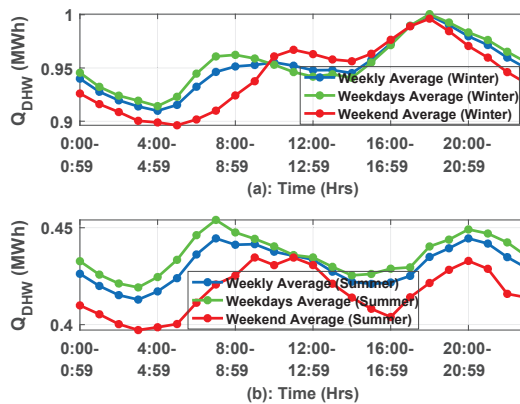 1
0.95
0.9
Q_DHW (MWh)
Weekly Average (Winter)
Weekdays Average (Winter)
Weekend Average (Winter)
0:00- 4:00- 8:00- 12:00- 16:00- 20:00-
0:59 4:59 8:59 12:59 16:59 20:59
(a): Time (Hrs)
0.45
0.4
Q_DHW (MWh)
Weekly Average (Summer)
Weekdays Average (Summer)
Weekend Average (Summer)
0:00- 4:00- 8:00- 12:00- 16:00- 20:00-
0:59 4:59 8:59 12:59 16:59 20:59
(b): Time (Hrs)